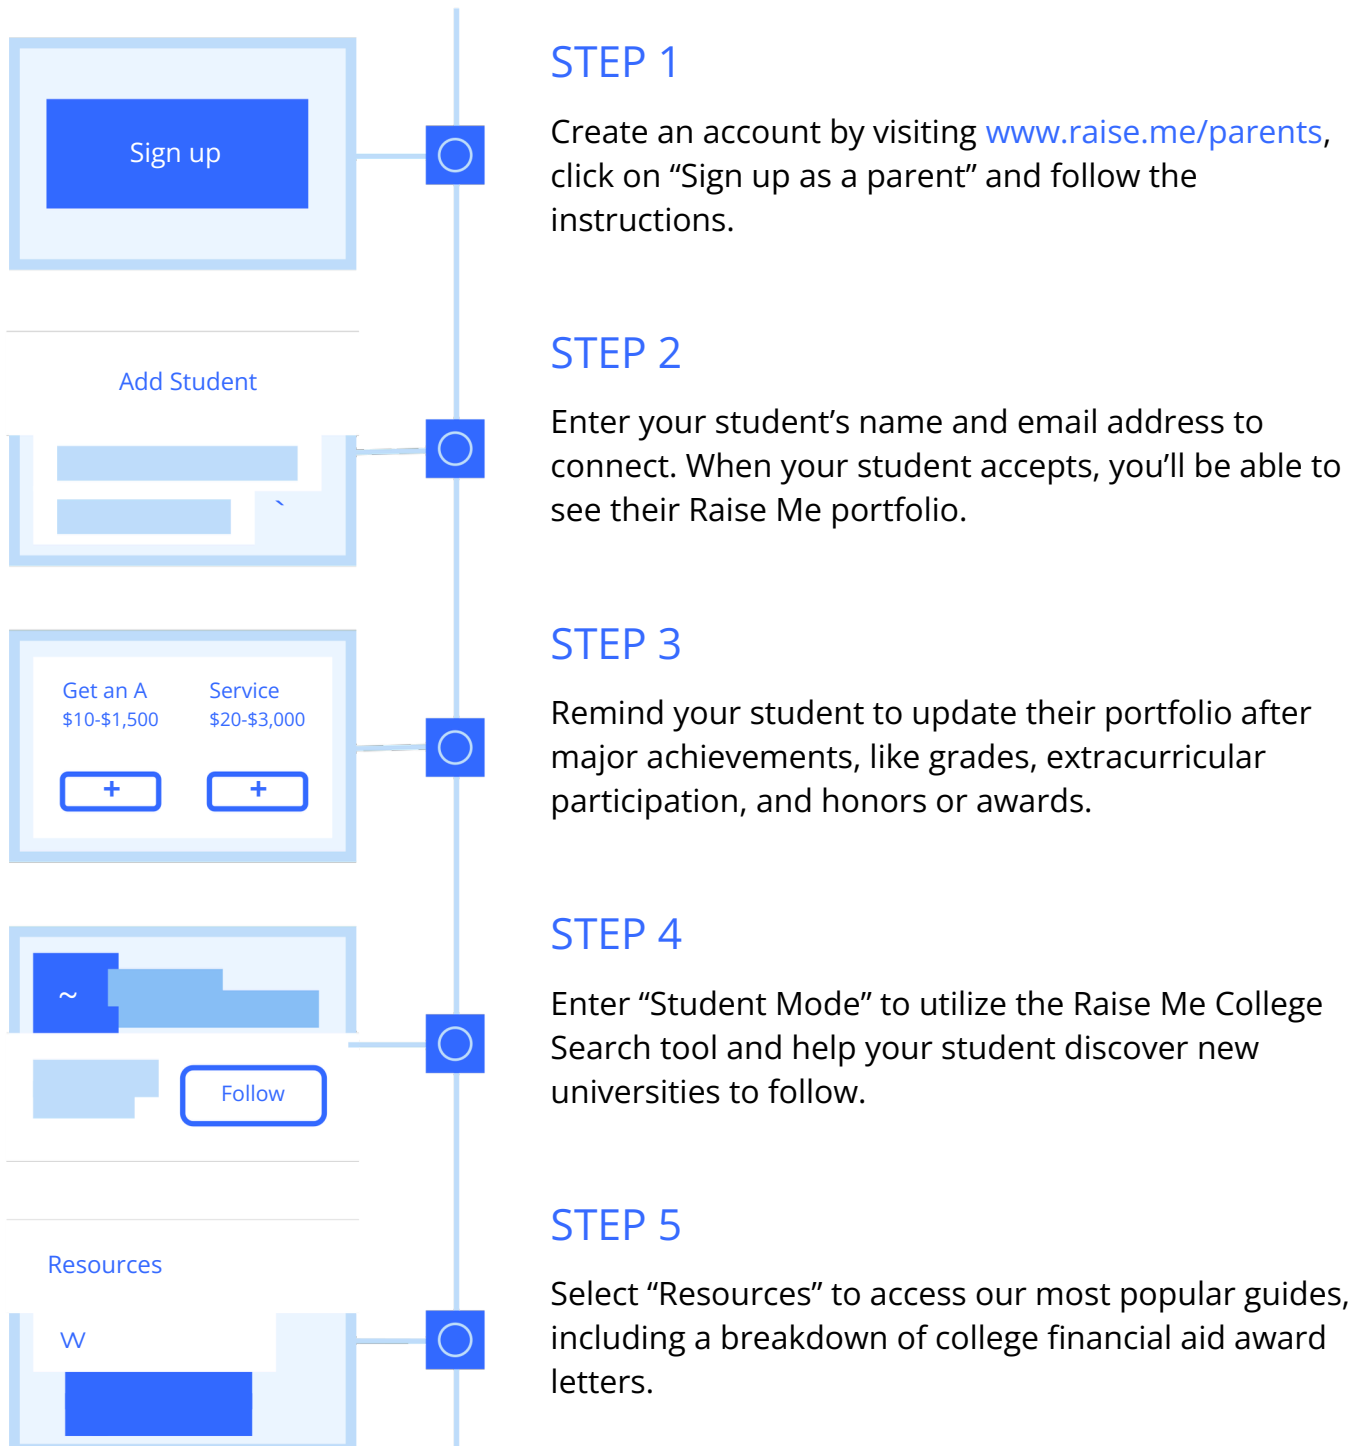 STEP 1
Sign up
Create an account by visiting www.raise.me/parents,
click on “Sign up as a parent” and follow the
instructions.
STEP 2
Add Student
Enter your student’s name and email address to
connect. When your student accepts, you’ll be able to
see their Raise Me portfolio.
STEP 3
Get an A
$10-$1,500
+
Service
$20-$3,000
+
Remind your student to update their portfolio after
major achievements, like grades, extracurricular
participation, and honors or awards.
STEP 4
~
Follow
Enter “Student Mode” to utilize the Raise Me College
Search tool and help your student discover new
universities to follow.
STEP 5
Resources
W
Select “Resources” to access our most popular guides,
including a breakdown of college financial aid award
letters.